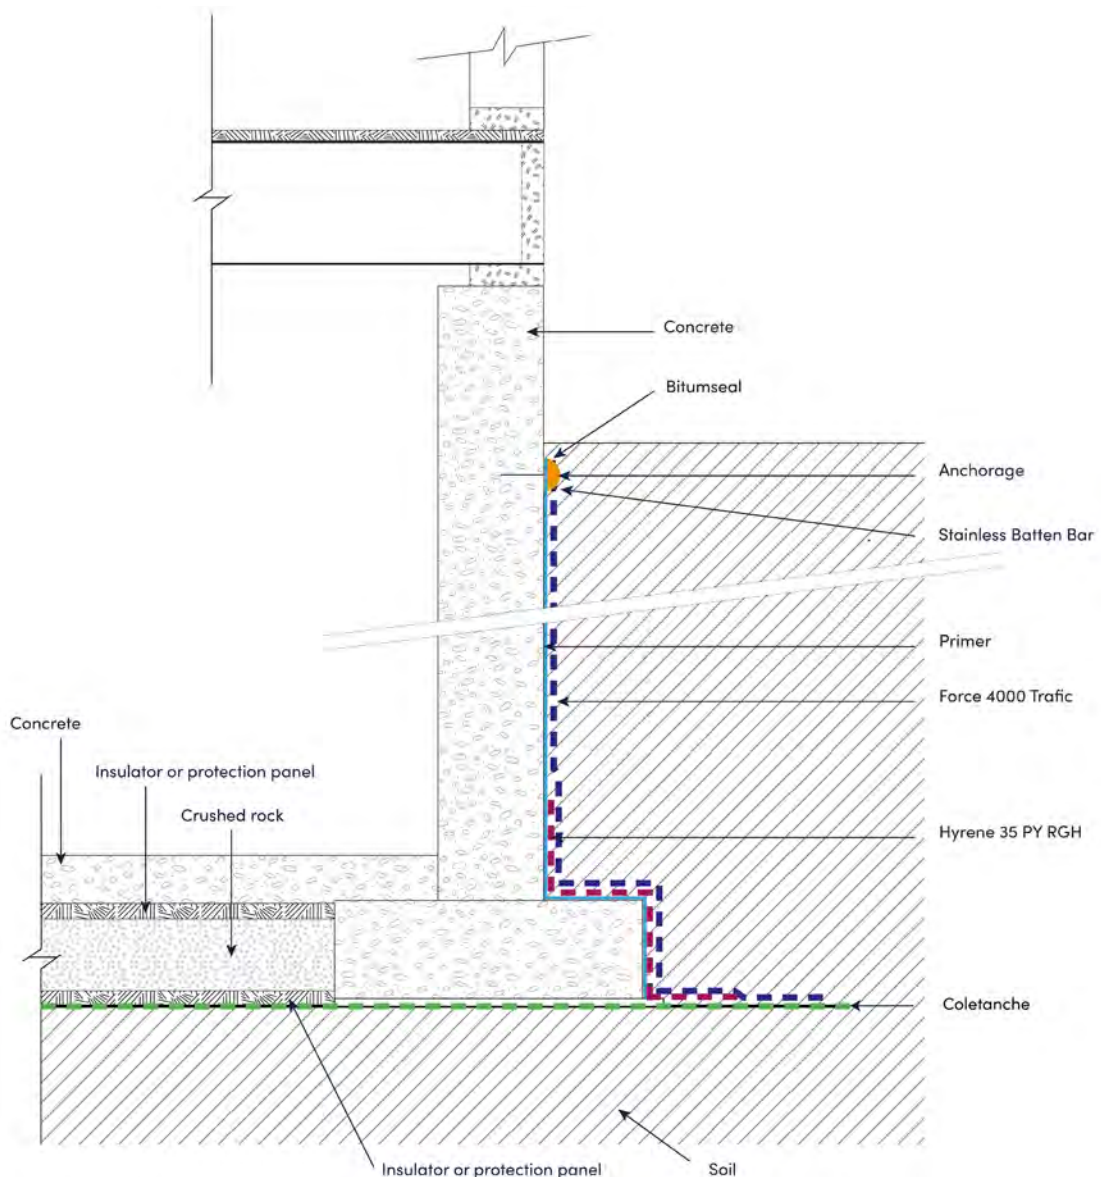 Concrete
Bitumseal
Anchorage
Stainless Batten Bar
Primer
Force 4000 Trafic
Concrete
Insulator or protection panel
Crushed rock
Hyrene 35 PY RGH
Coletanche
Insulator or protection panel
Soil